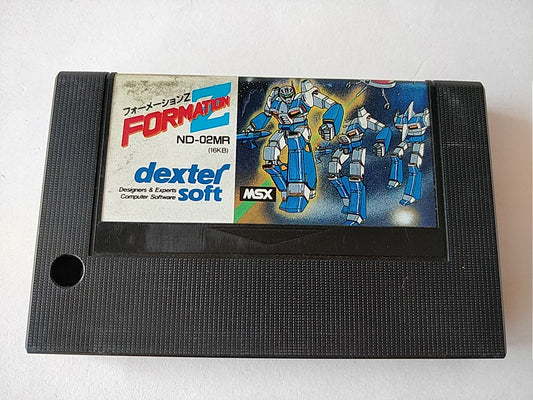 フォーメーションZ
FORMATION Z
ND-02MR
(16KB)
dexter
Designers & Experts
Computer Software
soft
MSX